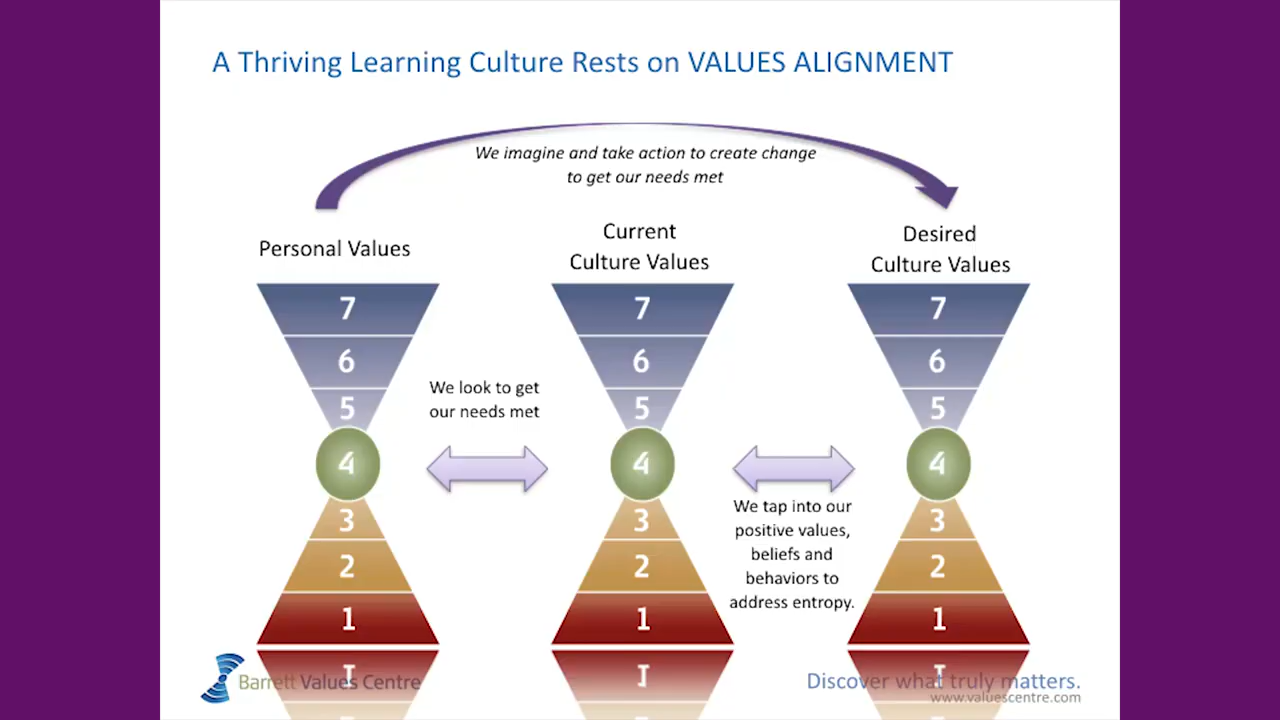 A Thriving Learning Culture Rests on VALUES ALIGNMENT
We imagine and take action to create change
to get our needs met
Personal Values
Current
Culture Values
Desired
Culture Values
7
6
5
4
3
2
1
We look to get
our needs met
7
6
5
4
3
2
1
We tap into our
positive values,
beliefs and
behaviors to
address entropy.
7
6
5
4
3
2
1
Barrett Values Centre
Discover what truly matters.
www.valuescentre.com